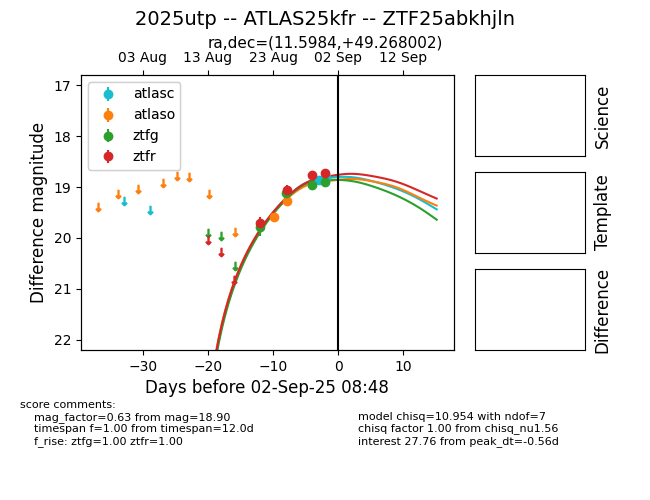 2025utp -- ATLAS25kfr -- ZTF25abkhjln
ra,dec=(11.5984,+49.268002)
03 Aug 13 Aug 23 Aug 02 Sep 12 Sep
17
18
19
20
21
22
Difference magnitude
atlasc
atlaso
ztfg
ztfr
−30 −20 −10 0 10
Days before 02-Sep-25 08:48
Science
Template
Difference
score comments:
mag_factor=0.63 from mag=18.90
timespan f=1.00 from timespan=12.0d
f_rise: ztfg=1.00 ztfr=1.00
model chisq=10.954 with ndof=7
chisq factor 1.00 from chisq_nu1.56
interest 27.76 from peak_dt=-0.56d